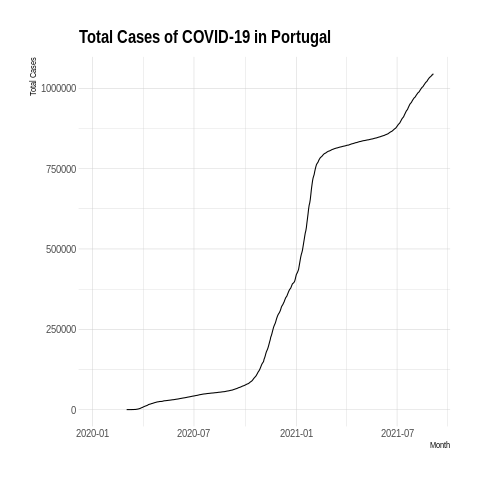 Total Cases of COVID-19 in Portugal
Total Cases
1000000
750000
500000
250000
0
2020-01 2020-07 2021-01 2021-07
Month